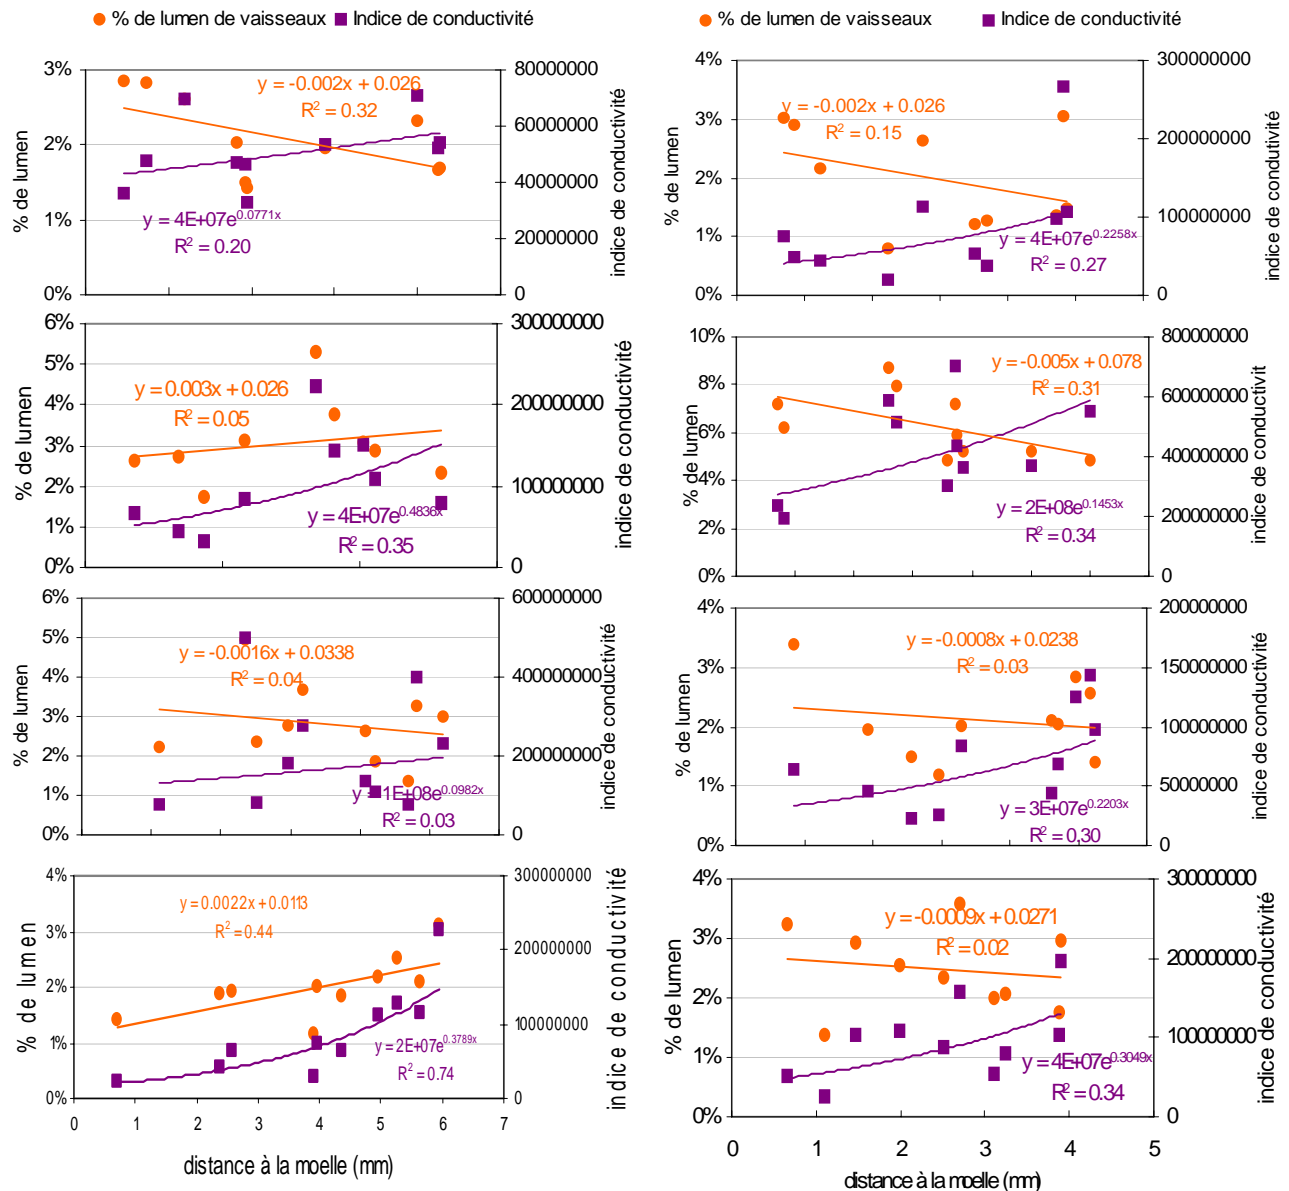 % de lumen de vaisseaux Indice de conductivité
% de lumen de vaisseaux Indice de conductivité
3%
2%
1%
0%
% de lumen
80000000
60000000
40000000
20000000
0
indice de conductivité
y = -0.002x + 0.026
R² = 0.32
y = 4E+07e^0.0771x
R² = 0.20
4%
3%
2%
1%
0%
% de lumen
300000000
200000000
100000000
0
indice de condutivité
y = -0.002x + 0.026
R² = 0.15
y = 4E+07e^0.2258x
R² = 0.27
6%
5%
4%
3%
2%
1%
0%
% de lumen
300000000
200000000
100000000
0
indice de conductivité
y = 0.003x + 0.026
R² = 0.05
y = 4E+07e^0.4836x
R² = 0.35
10%
8%
6%
4%
2%
0%
% de lumen
80000000
60000000
40000000
20000000
0
indice de conductivit
y = -0.005x + 0.078
R² = 0.31
y = 2E+08e^0.1453x
R² = 0.34
6%
5%
4%
3%
2%
1%
0%
% de lumen
600000000
400000000
200000000
0
indice de conductivité
y = -0.0016x + 0.0338
R² = 0.04
y = 1E+08e^0.0982x
R² = 0.03
4%
3%
2%
1%
0%
% de lumen
200000000
150000000
100000000
50000000
0
indice de conductivité
y = -0.0008x + 0.0238
R² = 0.03
y = 3E+07e^0.2203x
R² = 0.30
4%
3%
2%
1%
0%
% de lumen
300000000
200000000
100000000
0
indice de conductivité
y = 0.0022x + 0.0113
R² = 0.44
y = 2E+07e^0.3789x
R² = 0.74
0 1 2 3 4 5 6 7
distance à la moelle (mm)
4%
3%
2%
1%
0%
% de lumen
300000000
200000000
100000000
0
indice de conductivité
y = -0.0009x + 0.0271
R² = 0.02
y = 4E+07e^0.3049x
R² = 0.34
0 1 2 3 4 5
distance à la moelle (mm)